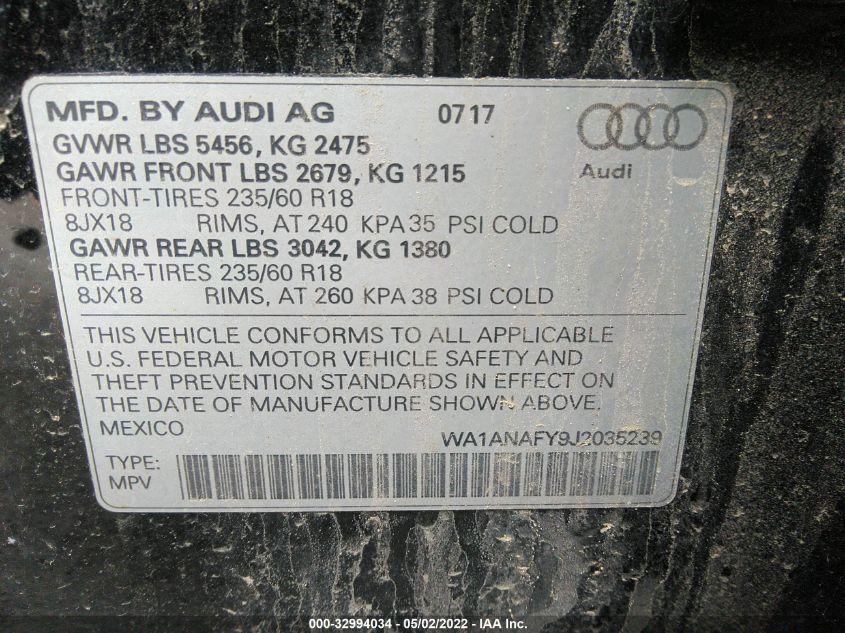 MFD. BY AUDI AG 0717
GVWR LBS 5456, KG 2475
GAWR FRONT LBS 2679, KG 1215
Audi
FRONT-TIRES 235/60 R18
8JX18 RIMS, AT 240 KPA 35 PSI COLD
GAWR REAR LBS 3042, KG 1380
REAR-TIRES 235/60 R18
8JX18 RIMS, AT 260 KPA 38 PSI COLD
THIS VEHICLE CONFORMS TO ALL APPLICABLE
U.S. FEDERAL MOTOR VEHICLE SAFETY AND
THEFT PREVENTION STANDARDS IN EFFECT ON
THE DATE OF MANUFACTURE SHOWN ABOVE.
MEXICO WA1ANAFY9J2035239
TYPE:
MPV
000-32994034 - 05/02/2022 - IAA Inc.